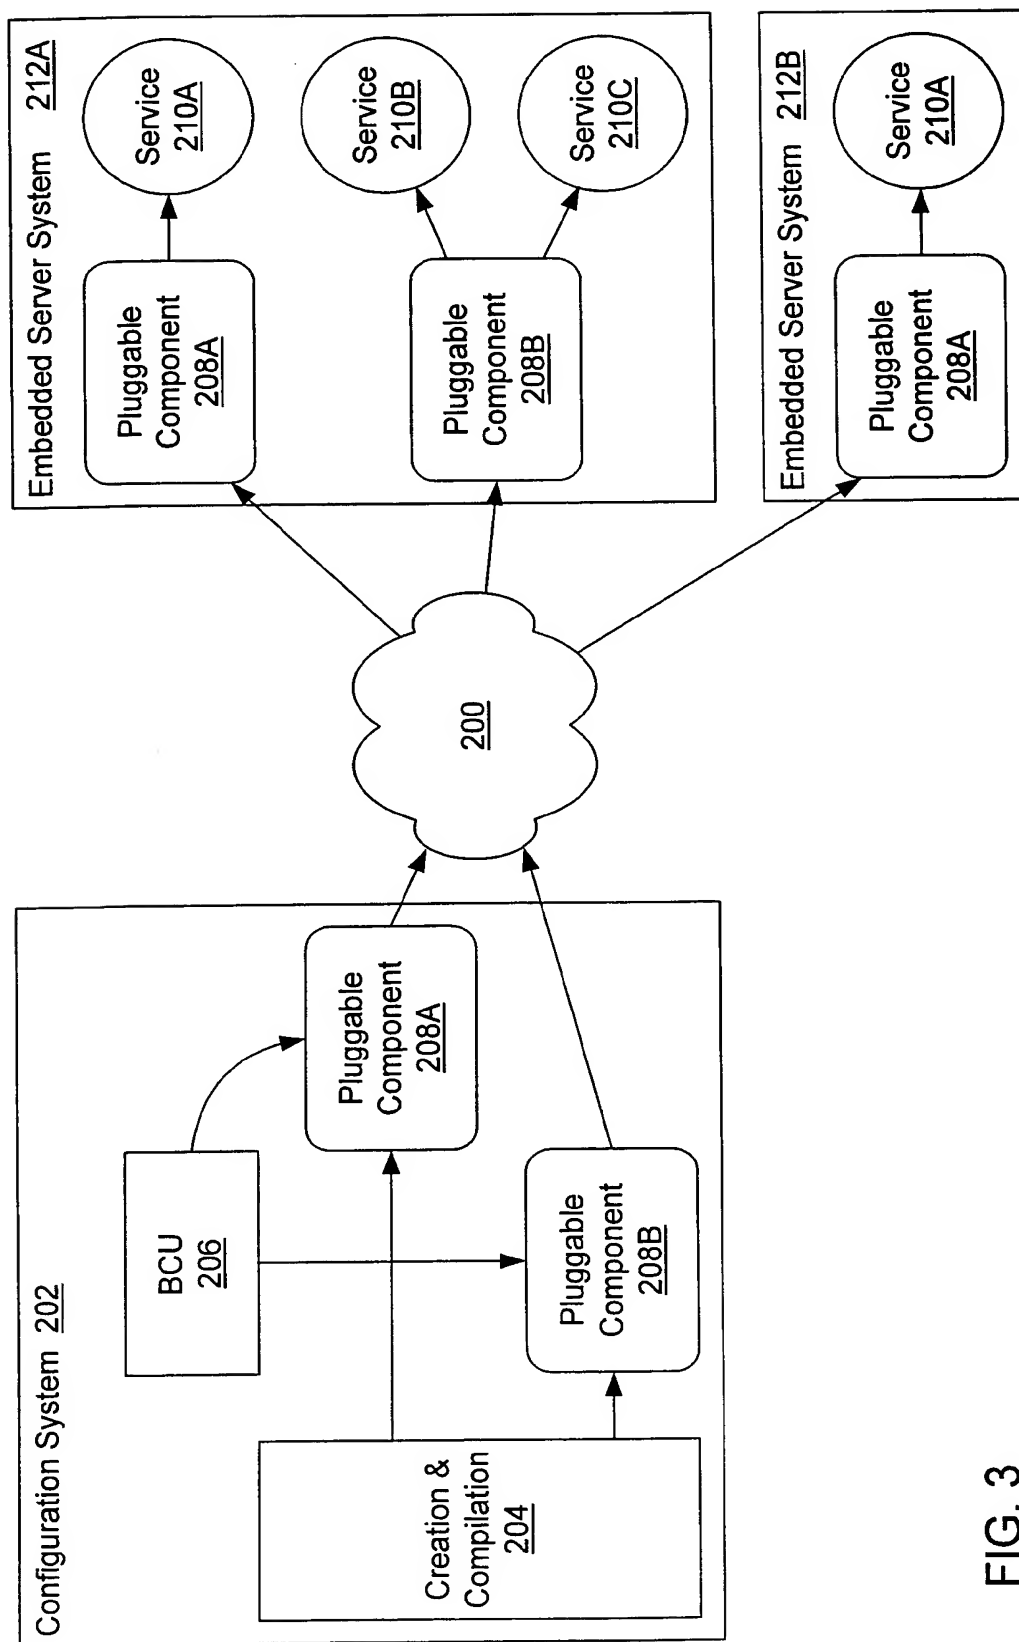 Configuration System 202
BCU
206
Creation &
Compilation
204
Pluggable
Component
208A
Pluggable
Component
208B
200
Embedded Server System 212A
Pluggable
Component
208A
Service
210A
Pluggable
Component
208B
Service
210B
Service
210C
Embedded Server System 212B
Pluggable
Component
208A
Service
210A
FIG. 3